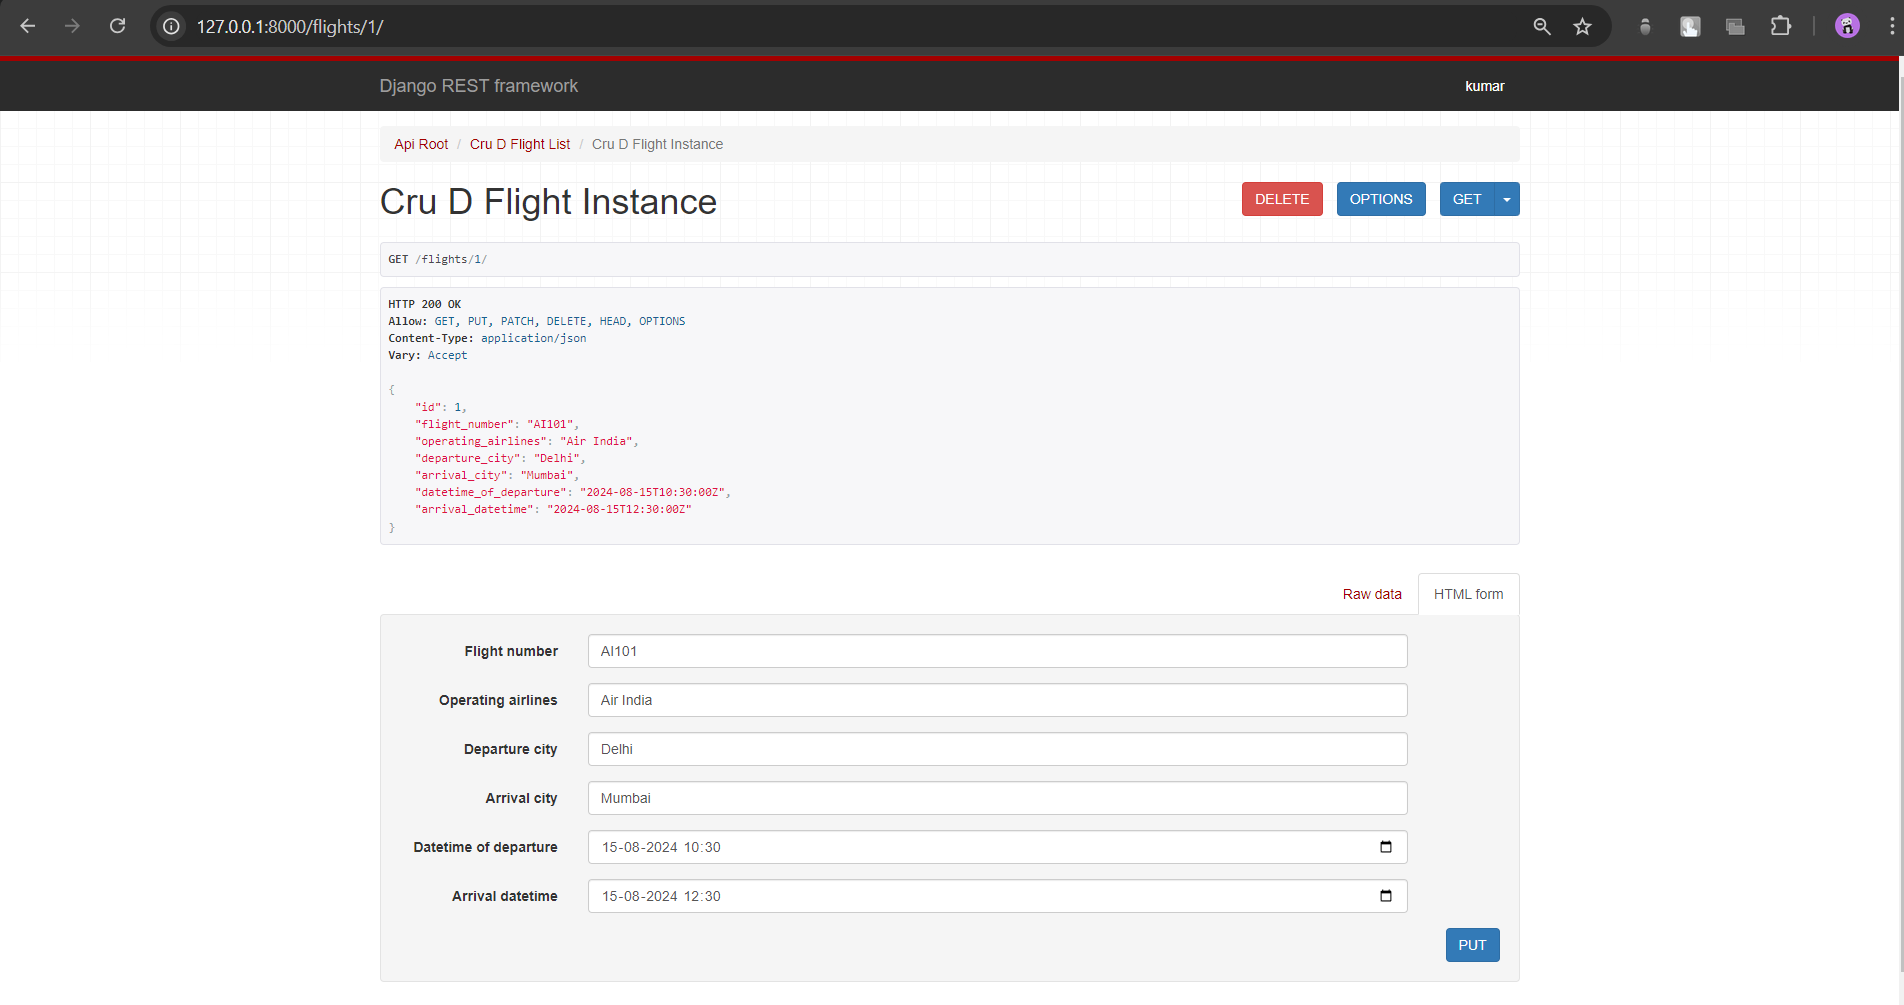 127.0.0.1:8000/flights/1/
Django REST framework
kumar
Api Root / Cru D Flight List / Cru D Flight Instance
Cru D Flight Instance
DELETE
OPTIONS
GET
GET /flights/1/
HTTP 200 OK
Allow: GET, PUT, PATCH, DELETE, HEAD, OPTIONS
Content-Type: application/json
Vary: Accept
{
"id": 1,
"flight_number": "AI101",
"operating_airlines": "Air India",
"departure_city": "Delhi",
"arrival_city": "Mumbai",
"datetime_of_departure": "2024-08-15T10:30:00Z",
"arrival_datetime": "2024-08-15T12:30:00Z"
}
Raw data
HTML form
Flight number AI101
Operating airlines Air India
Departure city Delhi
Arrival city Mumbai
Datetime of departure 15-08-2024 10:30
Arrival datetime 15-08-2024 12:30
PUT